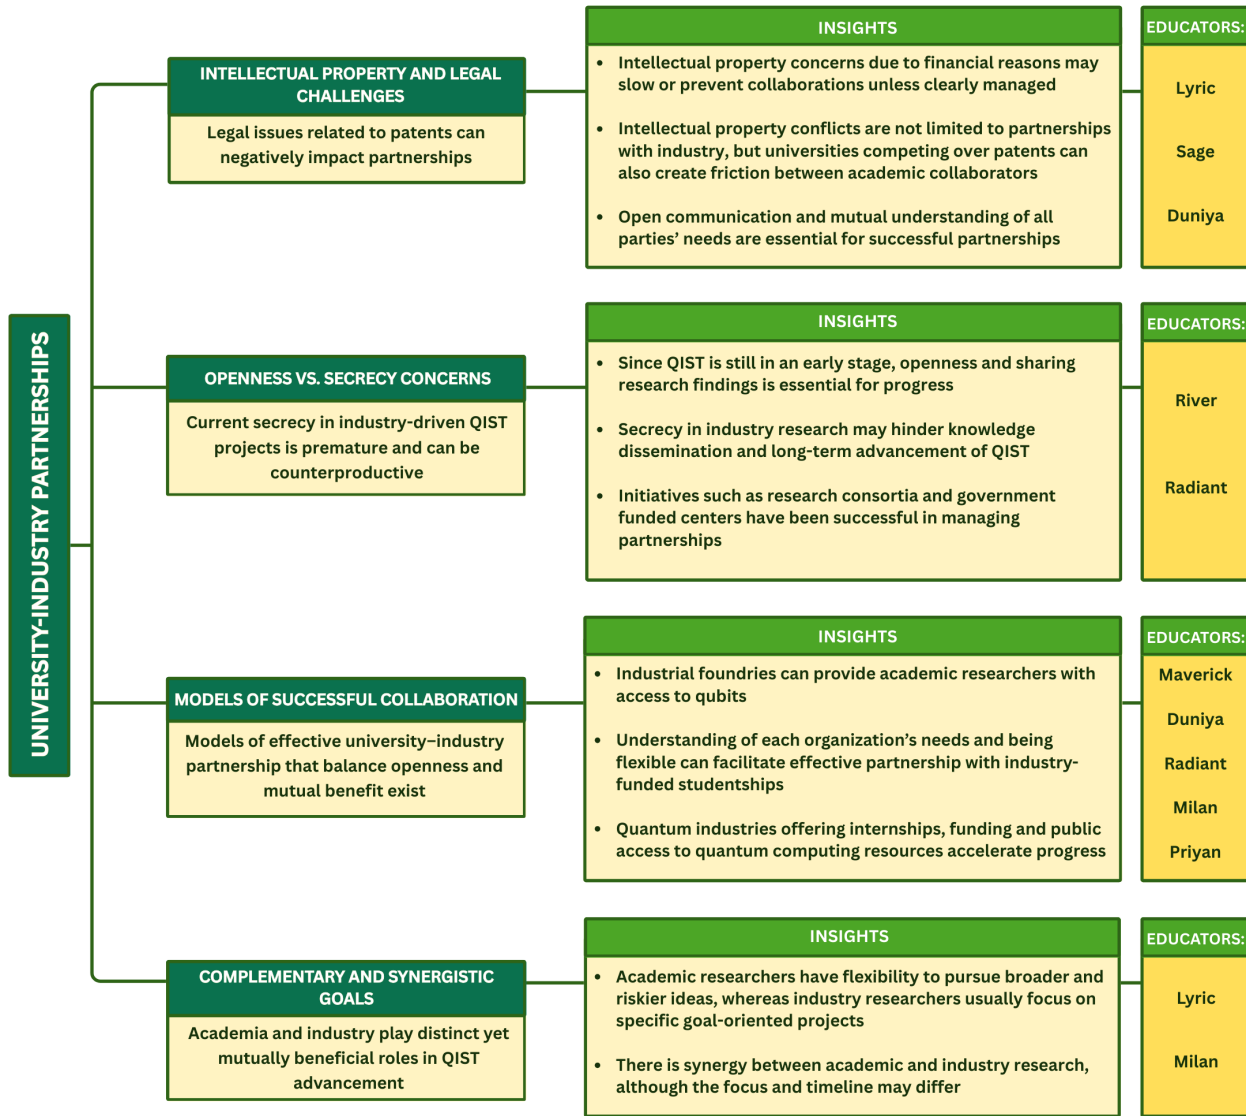 UNIVERSITY-INDUSTRY PARTNERSHIPS
INTELLECTUAL PROPERTY AND LEGAL
CHALLENGES
Legal issues related to patents can
negatively impact partnerships
INSIGHTS
• Intellectual property concerns due to financial reasons may
slow or prevent collaborations unless clearly managed
• Intellectual property conflicts are not limited to partnerships
with industry, but universities competing over patents can
also create friction between academic collaborators
• Open communication and mutual understanding of all
parties’ needs are essential for successful partnerships
EDUCATORS:
Lyric
Sage
Duniya
OPENNESS VS. SECRECY CONCERNS
Current secrecy in industry-driven QIST
projects is premature and can be
counterproductive
INSIGHTS
• Since QIST is still in an early stage, openness and sharing
research findings is essential for progress
• Secrecy in industry research may hinder knowledge
dissemination and long-term advancement of QIST
• Initiatives such as research consortia and government
funded centers have been successful in managing
partnerships
EDUCATORS:
River
Radiant
MODELS OF SUCCESSFUL COLLABORATION
Models of effective university–industry
partnership that balance openness and
mutual benefit exist
INSIGHTS
• Industrial foundries can provide academic researchers with
access to qubits
• Understanding of each organization’s needs and being
flexible can facilitate effective partnership with industry-
funded studentships
• Quantum industries offering internships, funding and public
access to quantum computing resources accelerate progress
EDUCATORS:
Maverick
Duniya
Radiant
Milan
Priyan
COMPLEMENTARY AND SYNERGISTIC
GOALS
Academia and industry play distinct yet
mutually beneficial roles in QIST
advancement
INSIGHTS
• Academic researchers have flexibility to pursue broader and
riskier ideas, whereas industry researchers usually focus on
specific goal-oriented projects
• There is synergy between academic and industry research,
although the focus and timeline may differ
EDUCATORS:
Lyric
Milan